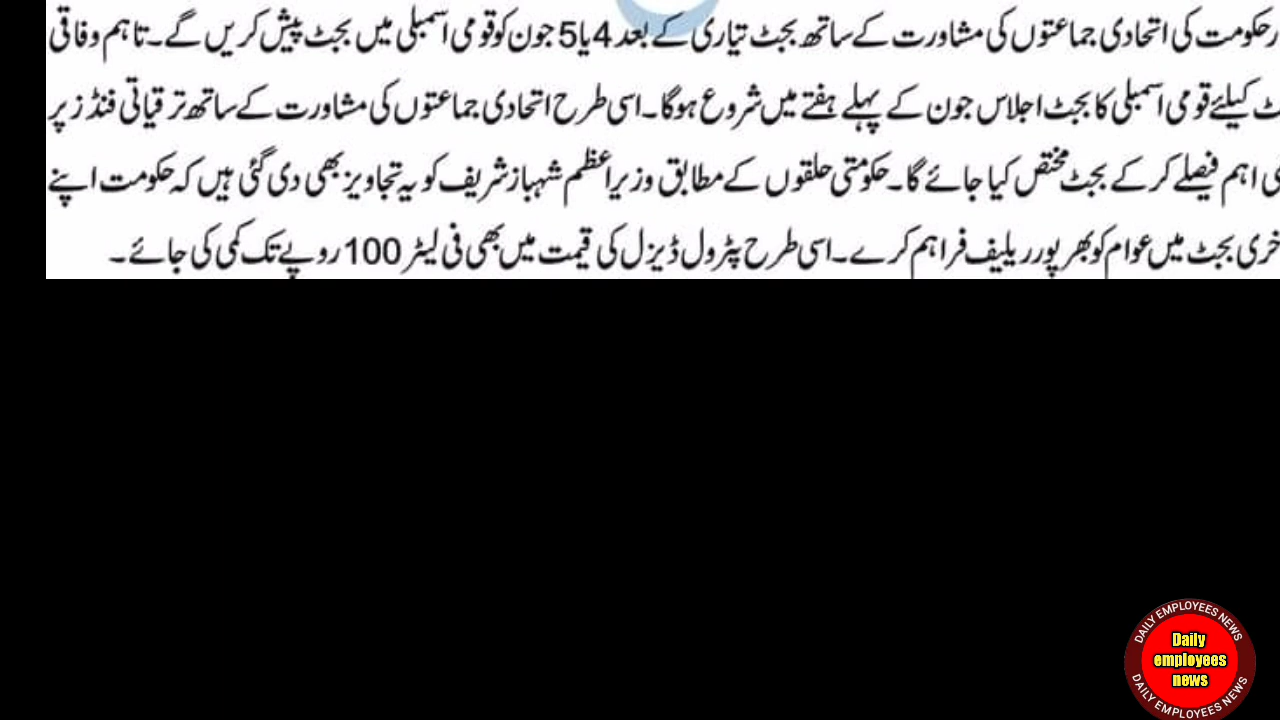 حکومت کی اتحادی جماعتوں کی مشاورت کے ساتھ بجٹ تیاری کے بعد 4 یا 5 جون کو قومی اسمبلی میں بجٹ پیش کریں گے۔ تاہم وفاقی
کیلئے قومی اسمبلی کا بجٹ اجلاس جون کے پہلے ہفتے میں شروع ہوگا۔ اسی طرح اتحادی جماعتوں کی مشاورت کے ساتھ ترقیاتی فنڈز پر
اہم فیصلے کر کے بجٹ مختص کیا جائے گا۔ حکومتی حلقوں کے مطابق وزیراعظم شہباز شریف کو یہ تجاویز بھی دی گئی ہیں کہ حکومت اپنے
خری بجٹ میں عوام کو بھرپور ریلیف فراہم کرے۔ اسی طرح پٹرول ڈیزل کی قیمت میں بھی فی لیٹر 100 روپے تک کمی کی جائے۔
DAILY EMPLOYEES NEWS
Daily
employees
news
DAILY EMPLOYEES NEWS